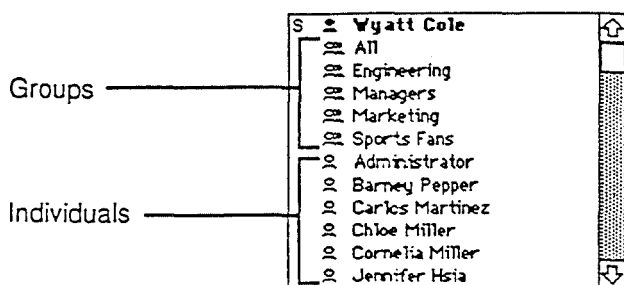 S Wyatt Cole
All
Engineering
Groups
Managers
Marketing
Sports Fans
Administrator
Barney Pepper
Individuals
Carlos Martinez
Chloe Miller
Cornelia Miller
Jennifer Hsia